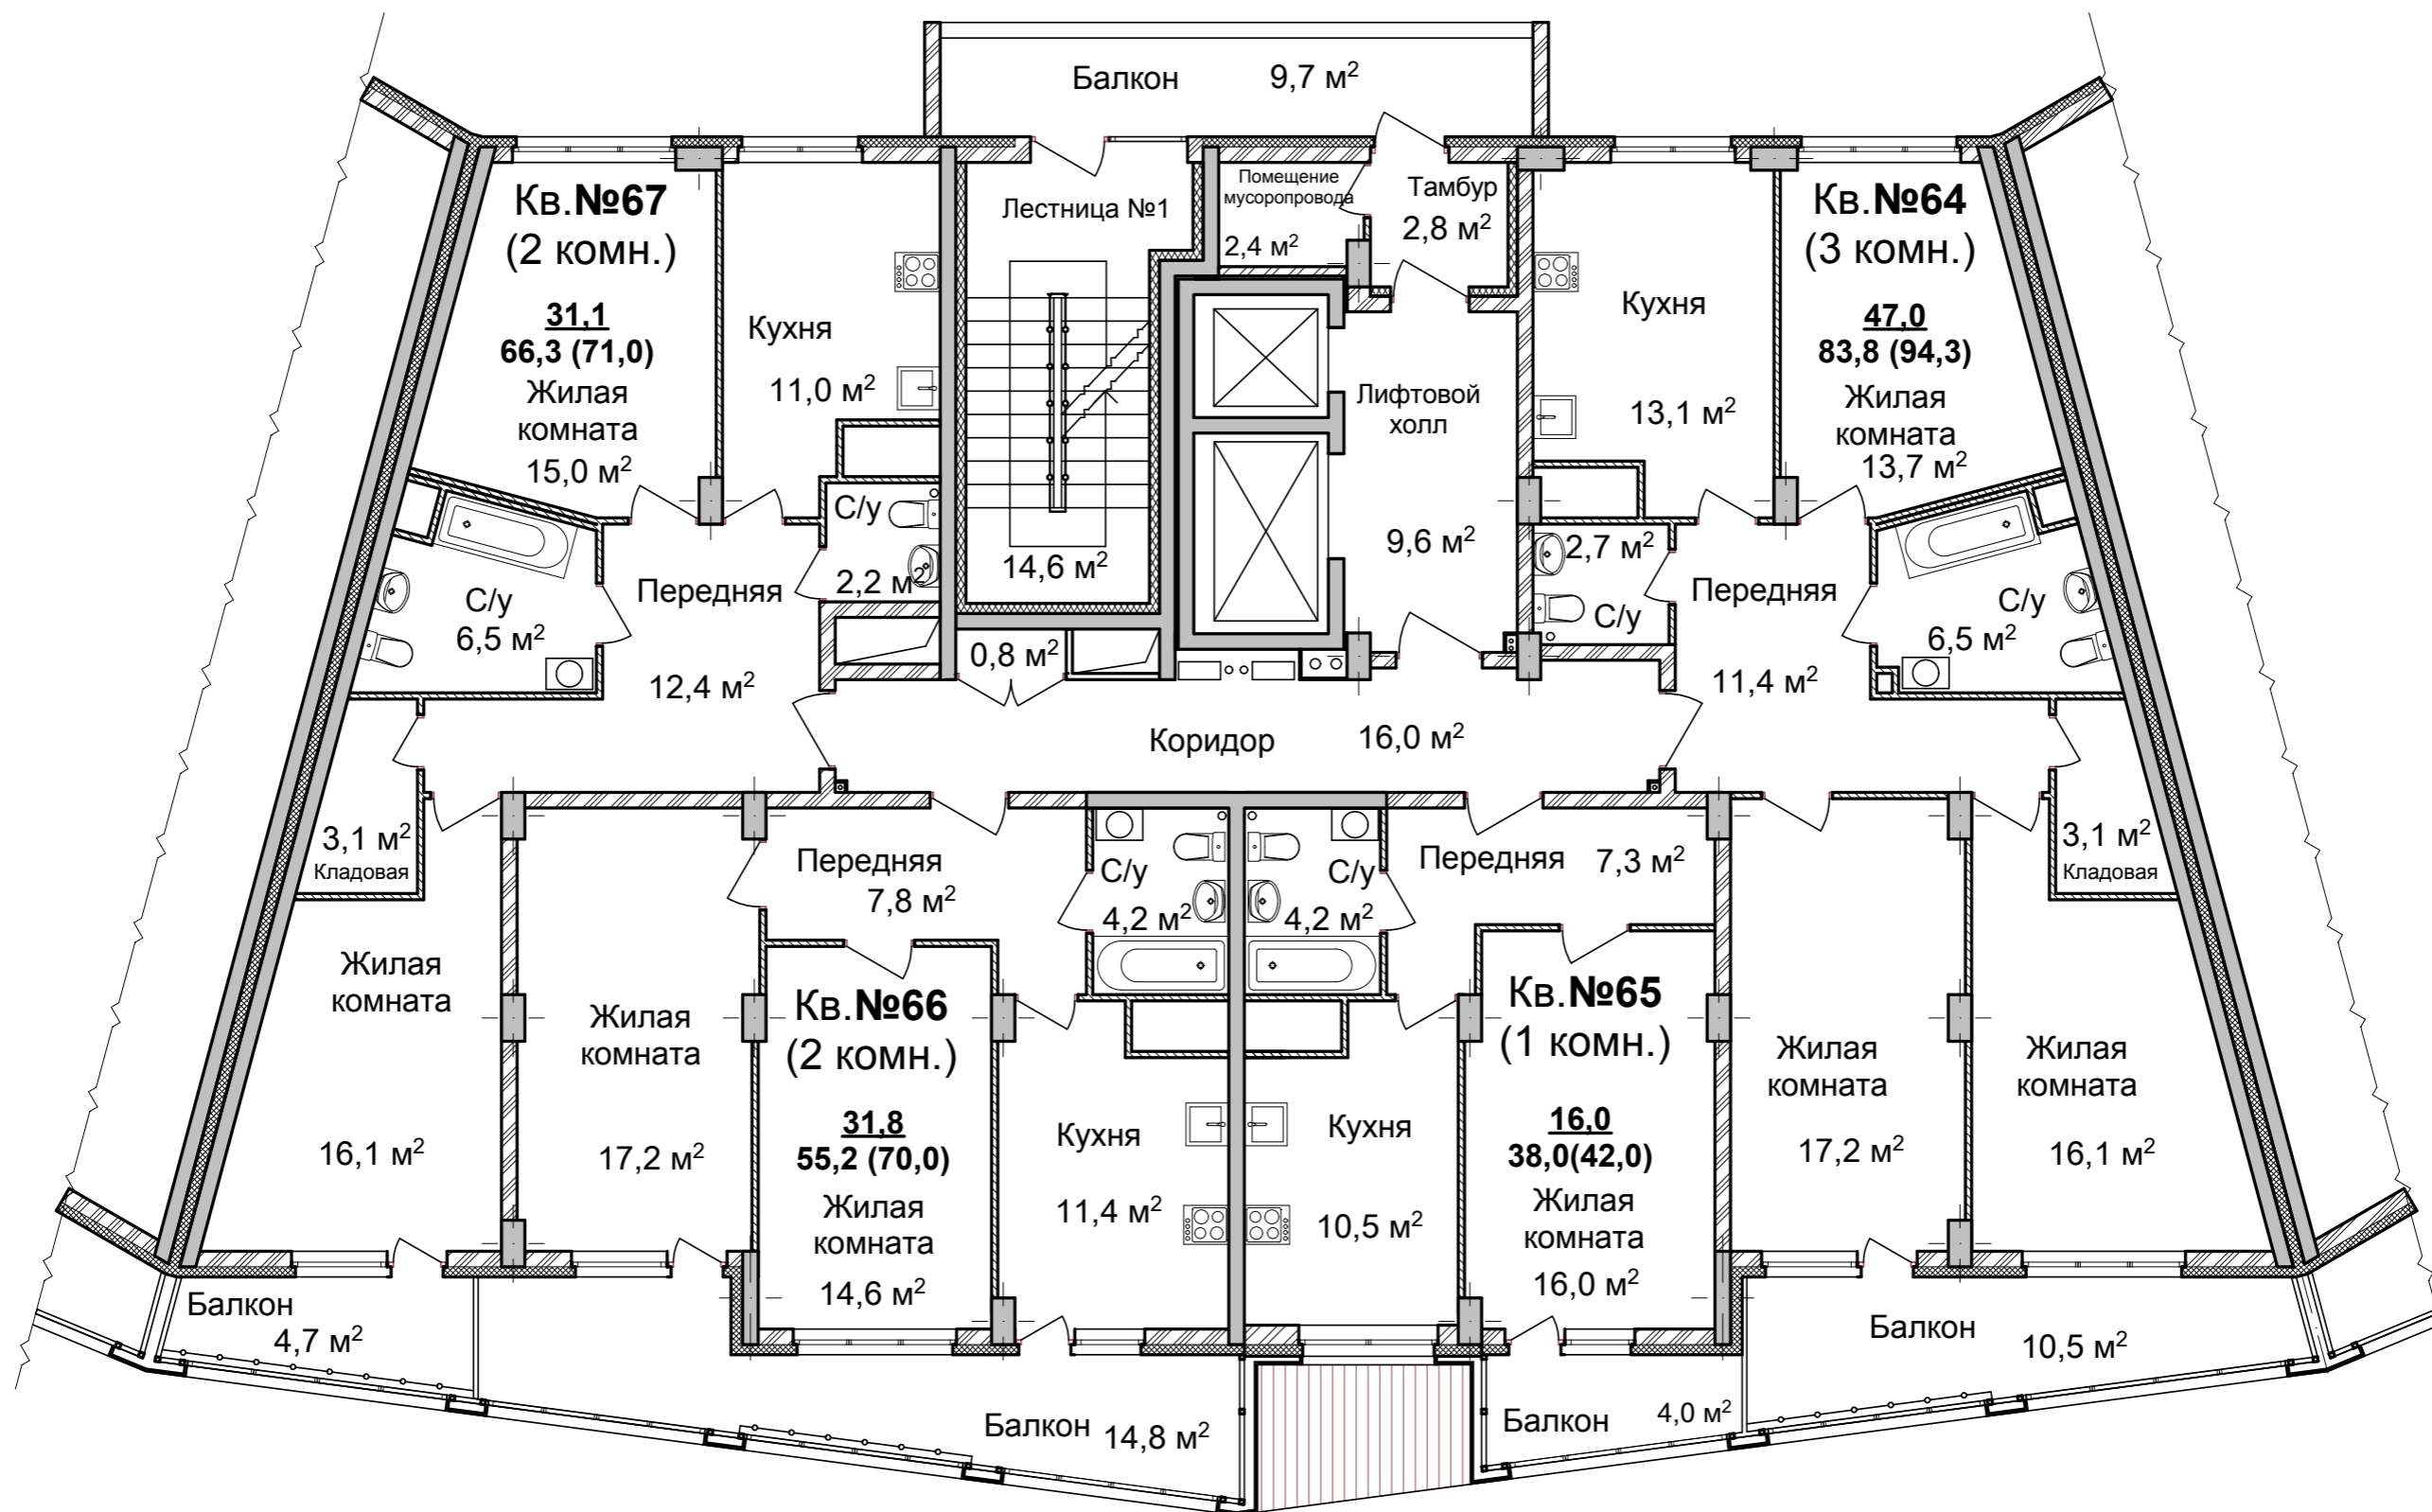 Балкон 9,7 м²
Кв.№67
(2 комн.)
31,1
66,3 (71,0)
Жилая
комната
15,0 м²
Кухня
11,0 м²
Лестница №1
14,6 м²
Помещение
мусоропровода
2,4 м²
Тамбур
2,8 м²
Лифтовой
холл
9,6 м²
Кухня
13,1 м²
Кв.№64
(3 комн.)
47,0
83,8 (94,3)
Жилая
комната
13,7 м²
С/у
6,5 м²
Передняя
12,4 м²
С/у
2,2 м²
0,8 м²
2,7 м²
С/у
Передняя
11,4 м²
С/у
6,5 м²
Коридор 16,0 м²
3,1 м²
Кладовая
Передняя
7,8 м²
С/у
4,2 м²
С/у
4,2 м²
Передняя 7,3 м²
3,1 м²
Кладовая
Жилая
комната
16,1 м²
Жилая
комната
17,2 м²
Кв.№66
(2 комн.)
31,8
55,2 (70,0)
Жилая
комната
14,6 м²
Кухня
11,4 м²
Кухня
10,5 м²
Кв.№65
(1 комн.)
16,0
38,0(42,0)
Жилая
комната
16,0 м²
Жилая
комната
17,2 м²
Жилая
комната
16,1 м²
Балкон
4,7 м²
Балкон 14,8 м²
Балкон 4,0 м²
Балкон
10,5 м²